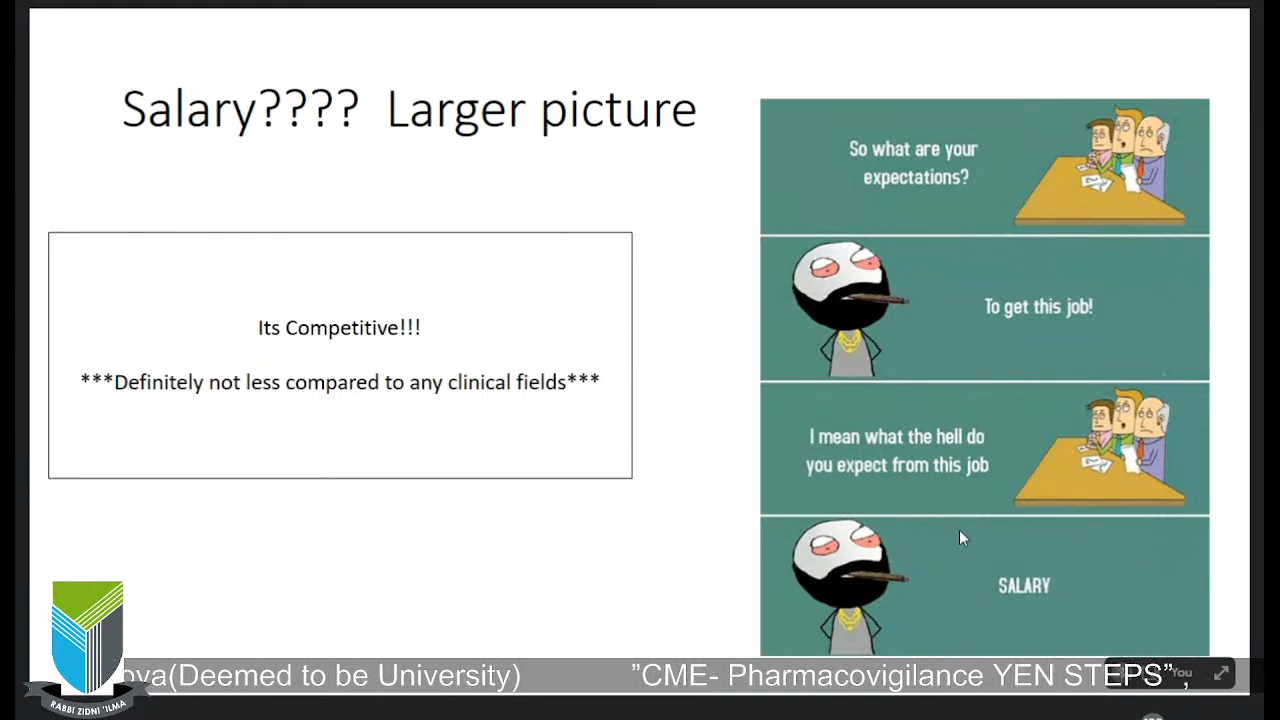 Salary???? Larger picture
Its Competitive!!!
***Definitely not less compared to any clinical fields***
So what are your
expectations?
To get this job!
I mean what the hell do
you expect from this job
SALARY
ova(Deemed to be University) ”CME- Pharmacovigilance YEN STEPS” ,
You
RABBI ZIDNI 'ILMA